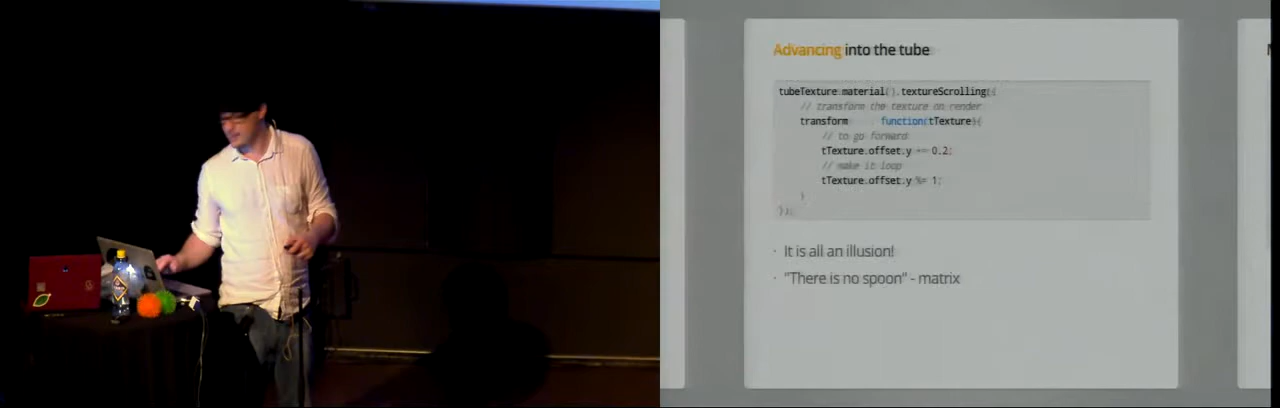 Advancing into the tube
tubeTexture.material().textureScrolling({
// transform the texture on render
transform function(tTexture){
// to go forward
tTexture.offset.y += 0.2;
// make it loop
tTexture.offset.y %= 1;
}
});
· It is all an illusion!
· "There is no spoon" - matrix